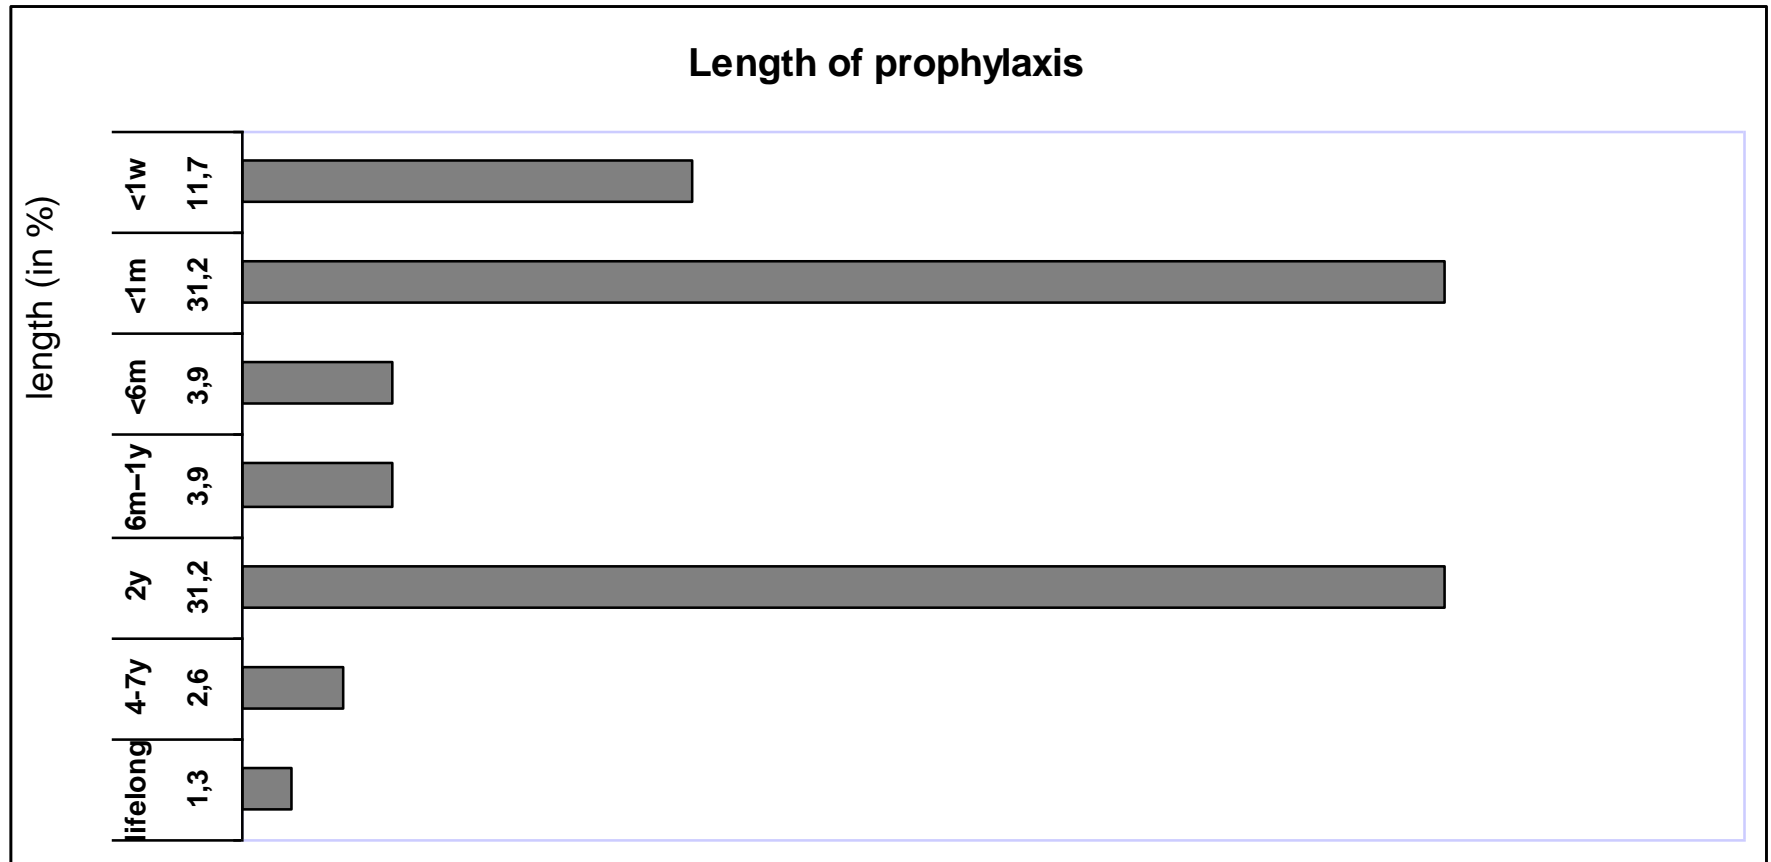 Length of prophylaxis
length (in %)
<1w
11,7
<1m
31,2
<6m
3,9
6m–1y
3,9
2y
31,2
4-7y
2,6
lifelong
1,3